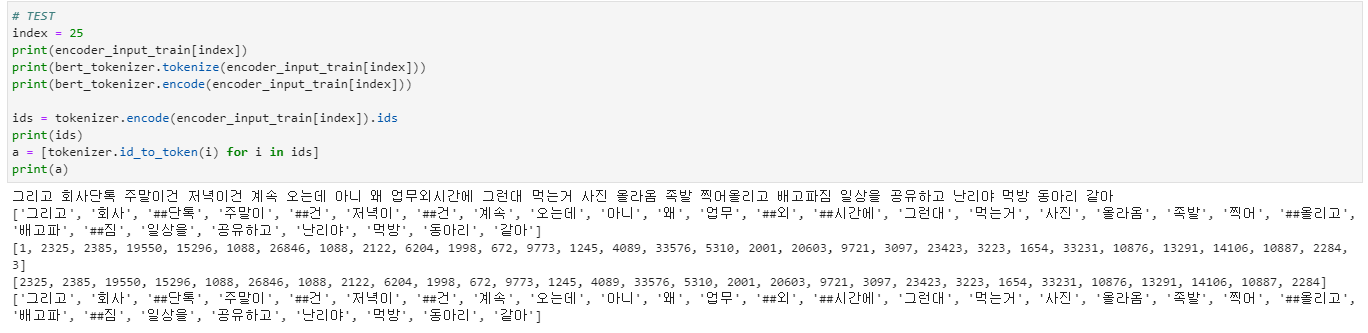 # TEST
index = 25
print(encoder_input_train[index])
print(bert_tokenizer.tokenize(encoder_input_train[index]))
print(bert_tokenizer.encode(encoder_input_train[index]))
ids = tokenizer.encode(encoder_input_train[index]).ids
print(ids)
a = [tokenizer.id_to_token(i) for i in ids]
print(a)
그리고 회사단톡 주말이건 저녁이건 계속 오는데 아니 왜 업무외시간에 그런대 먹는거 사진 올라옴 족발 찍어올리고 배고파짐 일상을 공유하고 난리야 먹방 동아리 같아
['그리고', '회사', '##단톡', '주말이', '##건', '저녁이', '##건', '계속', '오는데', '아니', '왜', '업무', '##외', '##시간에', '그런대', '먹는거', '사진', '올라옴', '족발', '찍어', '##올리고',
'배고파', '##짐', '일상을', '공유하고', '난리야', '먹방', '동아리', '같아']
[1, 2325, 2385, 19550, 15296, 1088, 26846, 1088, 2122, 6204, 1998, 672, 9773, 1245, 4089, 33576, 5310, 2001, 20603, 9721, 3097, 23423, 3223, 1654, 33231, 10876, 13291, 14106, 10887, 2284,
3]
[2325, 2385, 19550, 15296, 1088, 26846, 1088, 2122, 6204, 1998, 672, 9773, 1245, 4089, 33576, 5310, 2001, 20603, 9721, 3097, 23423, 3223, 1654, 33231, 10876, 13291, 14106, 10887, 2284]
['그리고', '회사', '##단톡', '주말이', '##건', '저녁이', '##건', '계속', '오는데', '아니', '왜', '업무', '##외', '##시간에', '그런대', '먹는거', '사진', '올라옴', '족발', '찍어', '##올리고',
'배고파', '##짐', '일상을', '공유하고', '난리야', '먹방', '동아리', '같아']